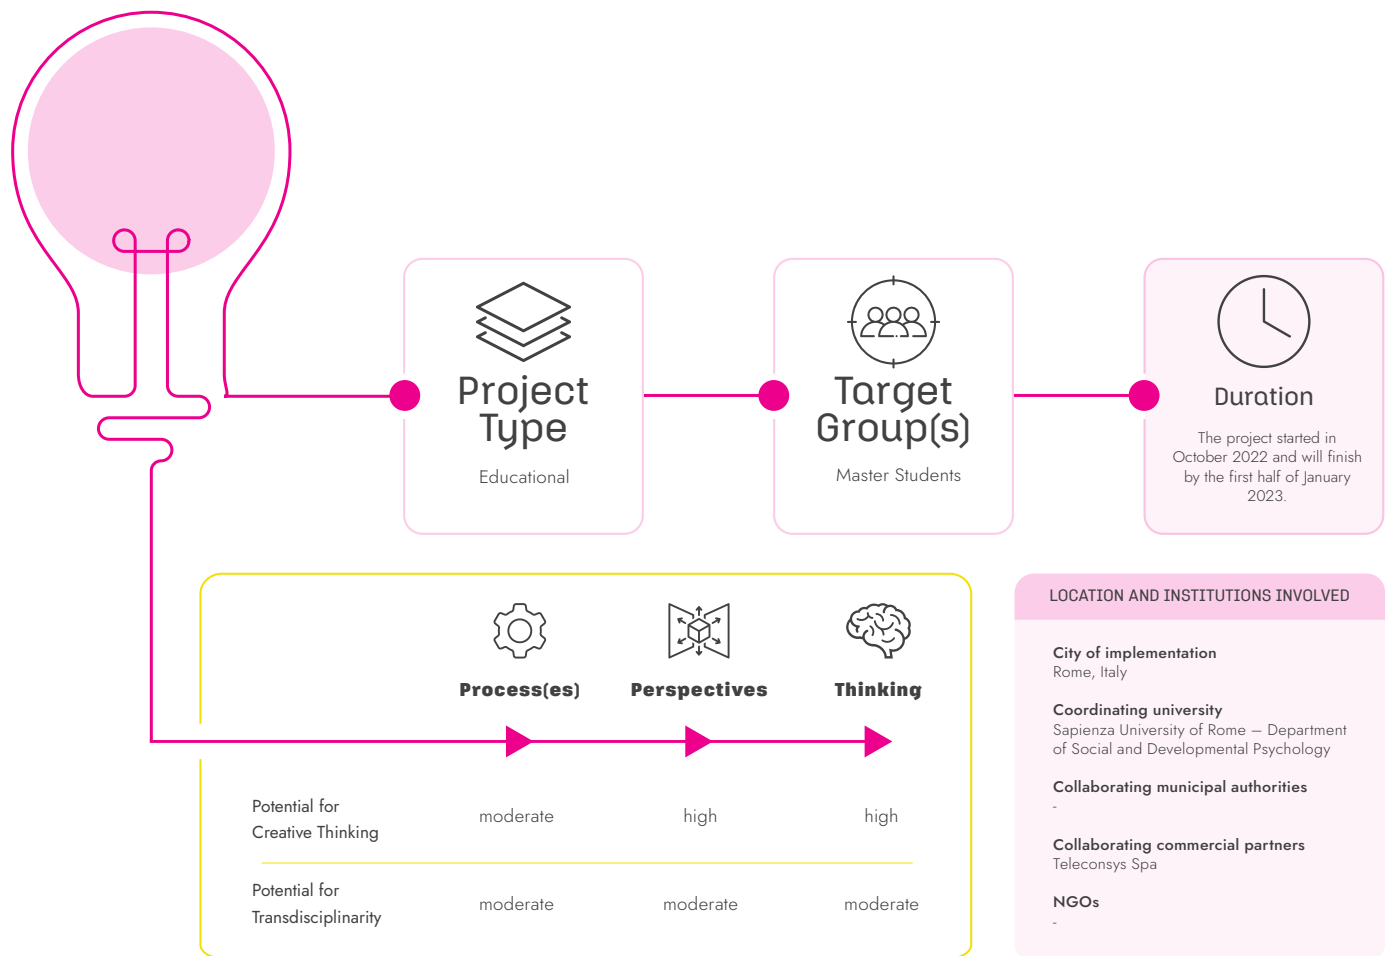 Project
Type
Educational
Target
Group(s)
Master Students
Duration
The project started in
October 2022 and will finish
by the first half of January
2023.
Process(es)
Perspectives
Thinking
Potential for
Creative Thinking
moderate
high
high
Potential for
Transdisciplinarity
moderate
moderate
moderate
LOCATION AND INSTITUTIONS INVOLVED
City of implementation
Rome, Italy
Coordinating university
Sapienza University of Rome – Department
of Social and Developmental Psychology
Collaborating municipal authorities
-
Collaborating commercial partners
Teleconsys Spa
NGOs
-